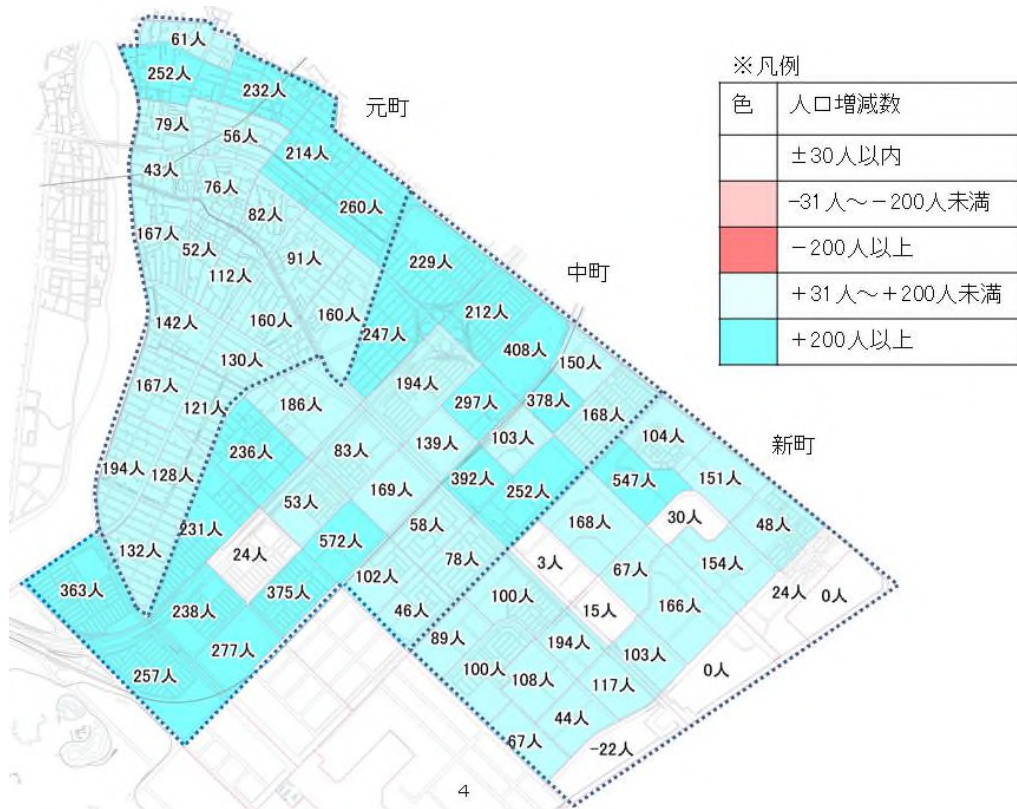 61人
252人
232人
元町
79人
56人
214人
43人
76人
260人
82人
167人
52人
91人
229人
112人
中町
142人
160人
160人
247人
212人
408人
130人
150人
167人
194人
121人
186人
297人
378人
168人
236人
83人
139人
103人
104人
新町
194人
128人
392人
252人
547人
151人
169人
53人
231人
58人
168人
30人
48人
132人
24人
572人
78人
3人
67人
154人
363人
375人
102人
100人
166人
24人
0人
238人
46人
15人
89人
194人
103人
277人
257人
100人
108人
117人
0人
44人
67人
-22人
※凡例
色 人口増減数
±30人以内
-31人～－200人未満
－200人以上
＋31人～＋200人未満
＋200人以上
4